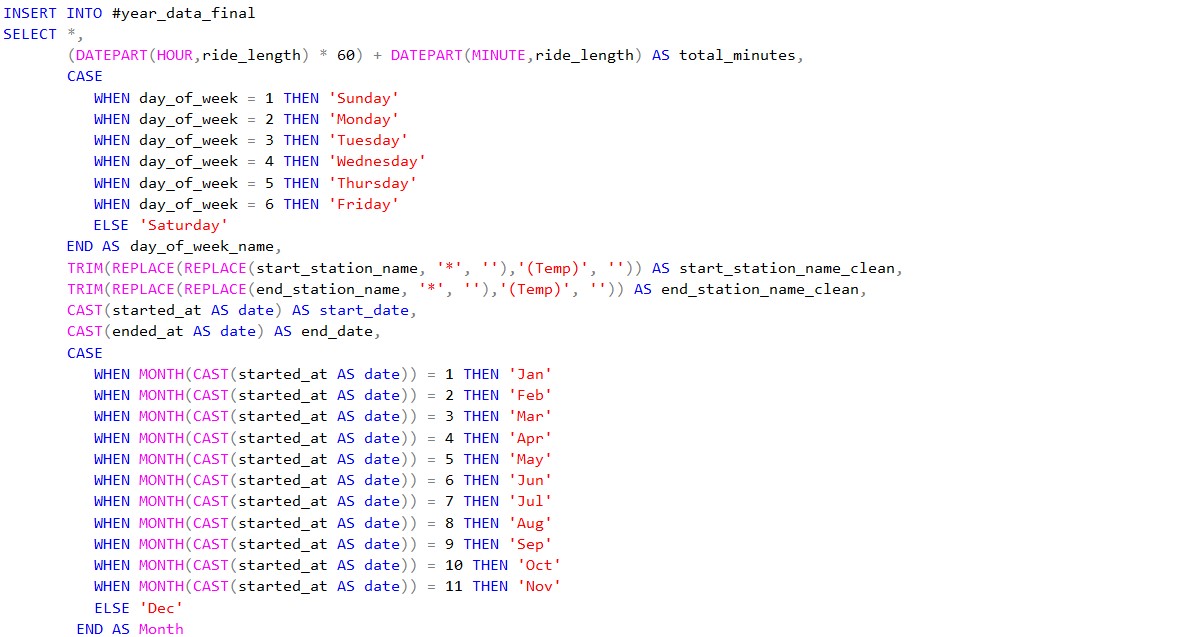 INSERT INTO #year_data_final
SELECT *,
       (DATEPART(HOUR,ride_length) * 60) + DATEPART(MINUTE,ride_length) AS total_minutes,
       CASE
          WHEN day_of_week = 1 THEN 'Sunday'
          WHEN day_of_week = 2 THEN 'Monday'
          WHEN day_of_week = 3 THEN 'Tuesday'
          WHEN day_of_week = 4 THEN 'Wednesday'
          WHEN day_of_week = 5 THEN 'Thursday'
          WHEN day_of_week = 6 THEN 'Friday'
          ELSE 'Saturday'
       END AS day_of_week_name,
       TRIM(REPLACE(REPLACE(start_station_name, '*', ''),'(Temp)', '')) AS start_station_name_clean,
       TRIM(REPLACE(REPLACE(end_station_name, '*', ''),'(Temp)', '')) AS end_station_name_clean,
       CAST(started_at AS date) AS start_date,
       CAST(ended_at AS date) AS end_date,
       CASE
          WHEN MONTH(CAST(started_at AS date)) = 1 THEN 'Jan'
          WHEN MONTH(CAST(started_at AS date)) = 2 THEN 'Feb'
          WHEN MONTH(CAST(started_at AS date)) = 3 THEN 'Mar'
          WHEN MONTH(CAST(started_at AS date)) = 4 THEN 'Apr'
          WHEN MONTH(CAST(started_at AS date)) = 5 THEN 'May'
          WHEN MONTH(CAST(started_at AS date)) = 6 THEN 'Jun'
          WHEN MONTH(CAST(started_at AS date)) = 7 THEN 'Jul'
          WHEN MONTH(CAST(started_at AS date)) = 8 THEN 'Aug'
          WHEN MONTH(CAST(started_at AS date)) = 9 THEN 'Sep'
          WHEN MONTH(CAST(started_at AS date)) = 10 THEN 'Oct'
          WHEN MONTH(CAST(started_at AS date)) = 11 THEN 'Nov'
          ELSE 'Dec'
        END AS Month